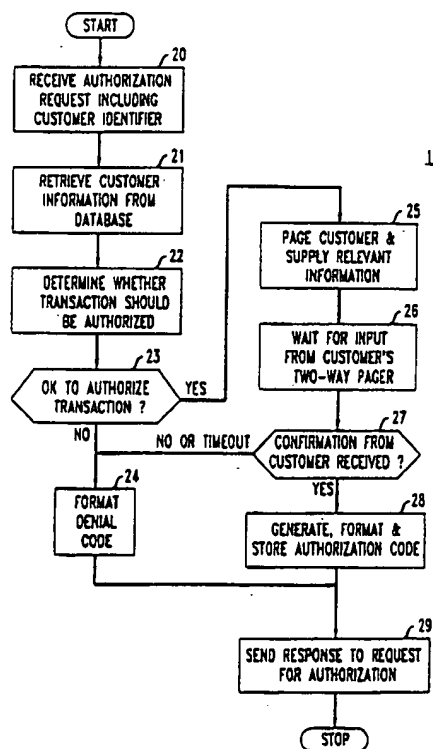 START
20
RECEIVE AUTHORIZATION
REQUEST INCLUDING
CUSTOMER IDENTIFIER
21
RETRIEVE CUSTOMER
INFORMATION FROM
DATABASE
22
DETERMINE WHETHER
TRANSACTION SHOULD
BE AUTHORIZED
23
OK TO AUTHORIZE
TRANSACTION ?
YES
NO
24
FORMAT
DENIAL
CODE
25
PAGE CUSTOMER &
SUPPLY RELEVANT
INFORMATION
26
WAIT FOR INPUT
FROM CUSTOMER'S
TWO-WAY PAGER
27
NO OR TIMEOUT
CONFIRMATION FROM
CUSTOMER RECEIVED ?
YES
28
GENERATE, FORMAT &
STORE AUTHORIZATION CODE
29
SEND RESPONSE TO REQUEST
FOR AUTHORIZATION
STOP